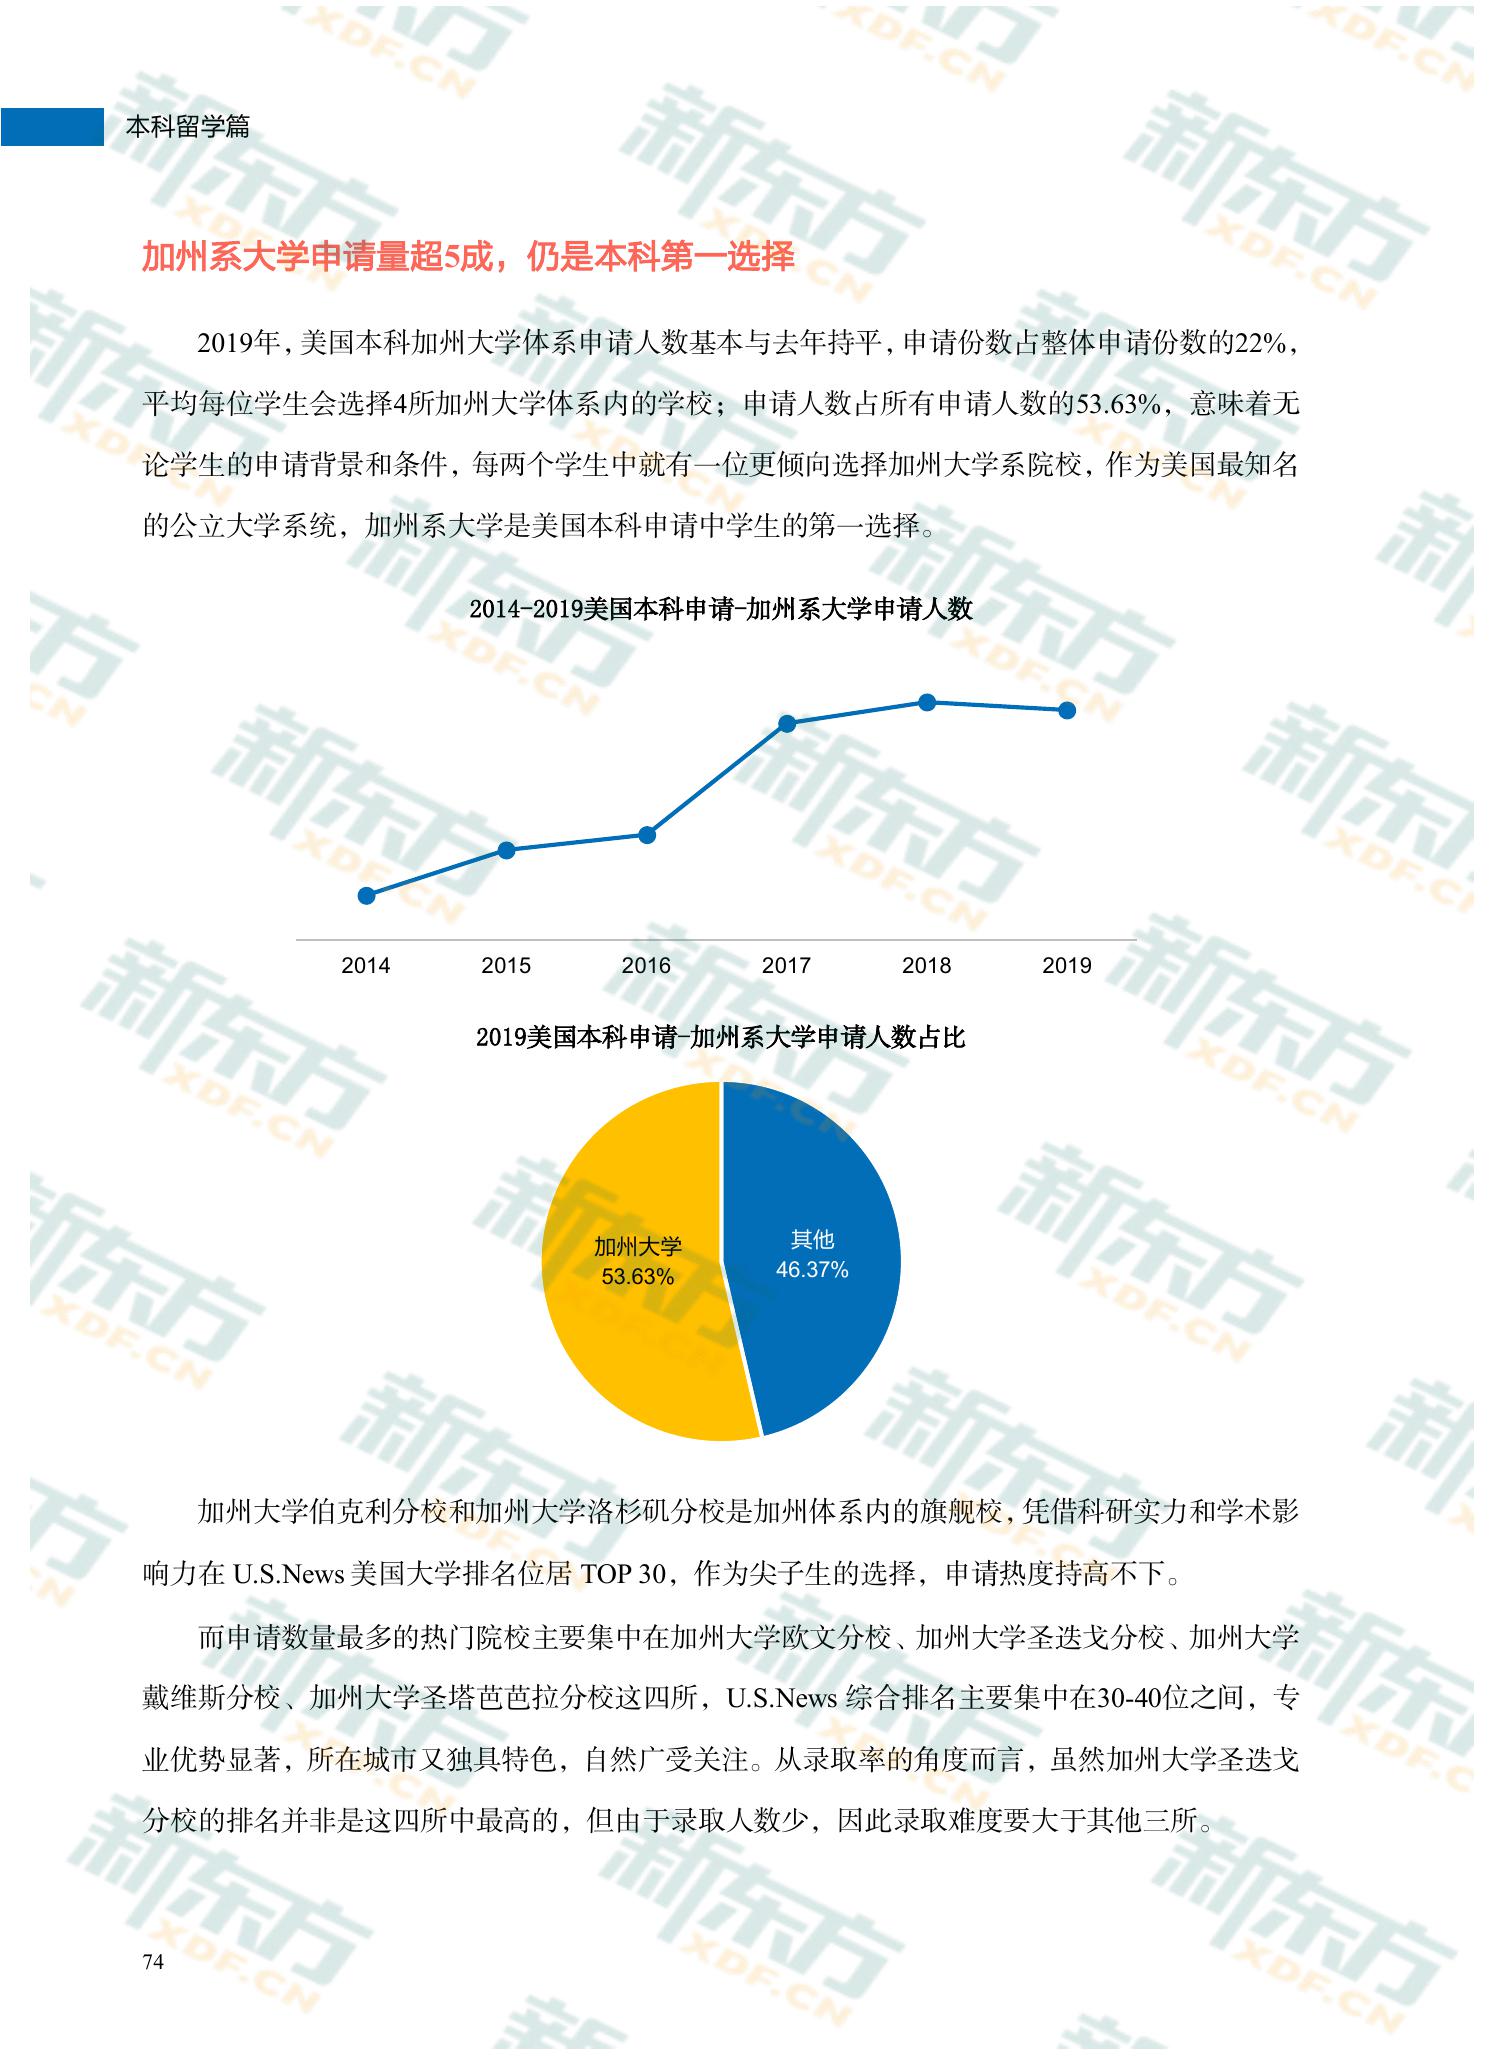 本科留学篇
加州系大学申请量超5成，仍是本科第一选择
2019年，美国本科加州大学体系申请人数基本与去年持平，申请份数占整体申请份数的22%，
平均每位学生会选择4所加州大学体系内的学校；申请人数占所有申请人数的53.63%，意味着无
论学生的申请背景和条件，每两个学生中就有一位更倾向选择加州大学系院校，作为美国最知名
的公立大学系统，加州系大学是美国本科申请中学生的第一选择。
2014-2019美国本科申请-加州系大学申请人数
2014 2015 2016 2017 2018 2019
2019美国本科申请-加州系大学申请人数占比
加州大学
53.63%
其他
46.37%
加州大学伯克利分校和加州大学洛杉矶分校是加州体系内的旗舰校，凭借科研实力和学术影
响力在 U.S.News 美国大学排名位居 TOP 30，作为尖子生的选择，申请热度持高不下。
而申请数量最多的热门院校主要集中在加州大学欧文分校、加州大学圣迭戈分校、加州大学
戴维斯分校、加州大学圣塔芭芭拉分校这四所，U.S.News 综合排名主要集中在30-40位之间，专
业优势显著，所在城市又独具特色，自然广受关注。从录取率的角度而言，虽然加州大学圣迭戈
分校的排名并非是这四所中最高的，但由于录取人数少，因此录取难度要大于其他三所。
74
新东方
XDF.CN